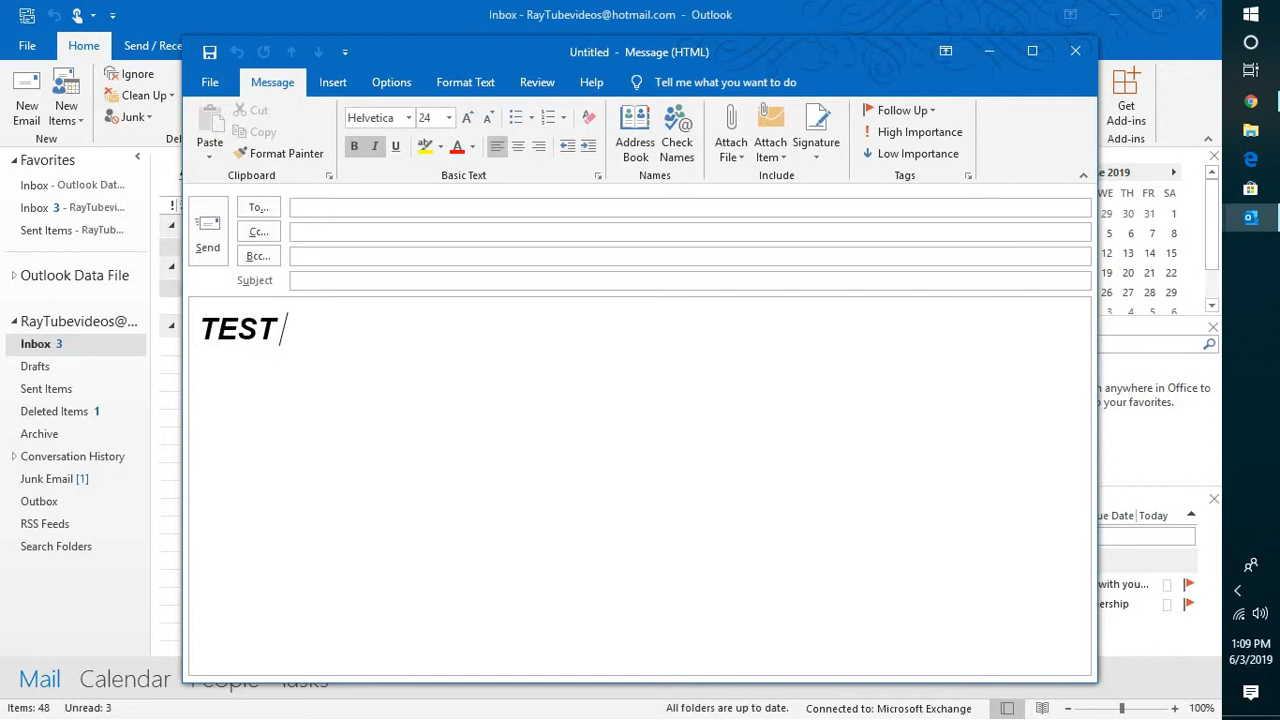 Inbox - RayTubevideos@hotmail.com - Outlook
File
Home
Send / Rece
New
Email
New
Items
Ignore
Clean Up
Junk
New
Del
Get
Add-ins
Add-ins
Untitled - Message (HTML)
File
Message
Insert
Options
Format Text
Review
Help
Tell me what you want to do
Paste
Cut
Copy
Format Painter
Clipboard
Helvetica
24
A
A
B
I
U
A
Basic Text
Address
Book
Check
Names
Names
Attach
File
Attach
Item
Signature
Include
Follow Up
High Importance
Low Importance
Tags
Send
To...
Cc...
Bcc...
Subject
TEST
Favorites
Inbox - Outlook Dat...
Inbox 3 - RayTubevi...
Sent Items - RayTub...
Outlook Data File
RayTubevideos@...
Inbox 3
Drafts
Sent Items
Deleted Items 1
Archive
Conversation History
Junk Email [1]
Outbox
RSS Feeds
Search Folders
e 2019
WE TH FR SA
29 30 31 1
5 6 7 8
12 13 14 15
19 20 21 22
26 27 28 29
n anywhere in Office to
p your favorites.
ue Date Today
with you...
ership
Mail
Calendar
People
Tasks
Items: 48
Unread: 3
All folders are up to date.
Connected to: Microsoft Exchange
100%
1:09 PM
6/3/2019